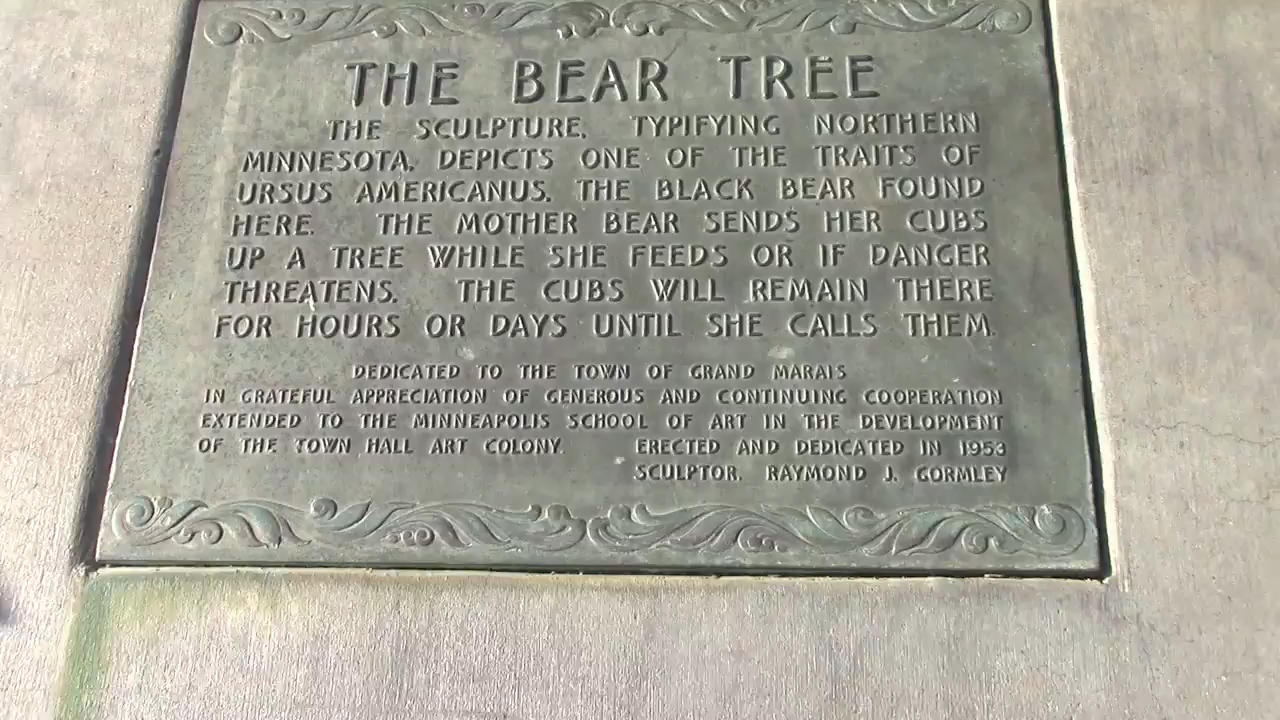 THE BEAR TREE
THE SCULPTURE, TYPIFYING NORTHERN
MINNESOTA, DEPICTS ONE OF THE TRAITS OF
URSUS AMERICANUS, THE BLACK BEAR FOUND
HERE. THE MOTHER BEAR SENDS HER CUBS
UP A TREE WHILE SHE FEEDS OR IF DANGER
THREATENS. THE CUBS WILL REMAIN THERE
FOR HOURS OR DAYS UNTIL SHE CALLS THEM.
DEDICATED TO THE TOWN OF GRAND MARAIS
IN GRATEFUL APPRECIATION OF GENEROUS AND CONTINUING COOPERATION
EXTENDED TO THE MINNEAPOLIS SCHOOL OF ART IN THE DEVELOPMENT
OF THE TOWN HALL ART COLONY. ERECTED AND DEDICATED IN 1953
SCULPTOR, RAYMOND J. GORMLEY